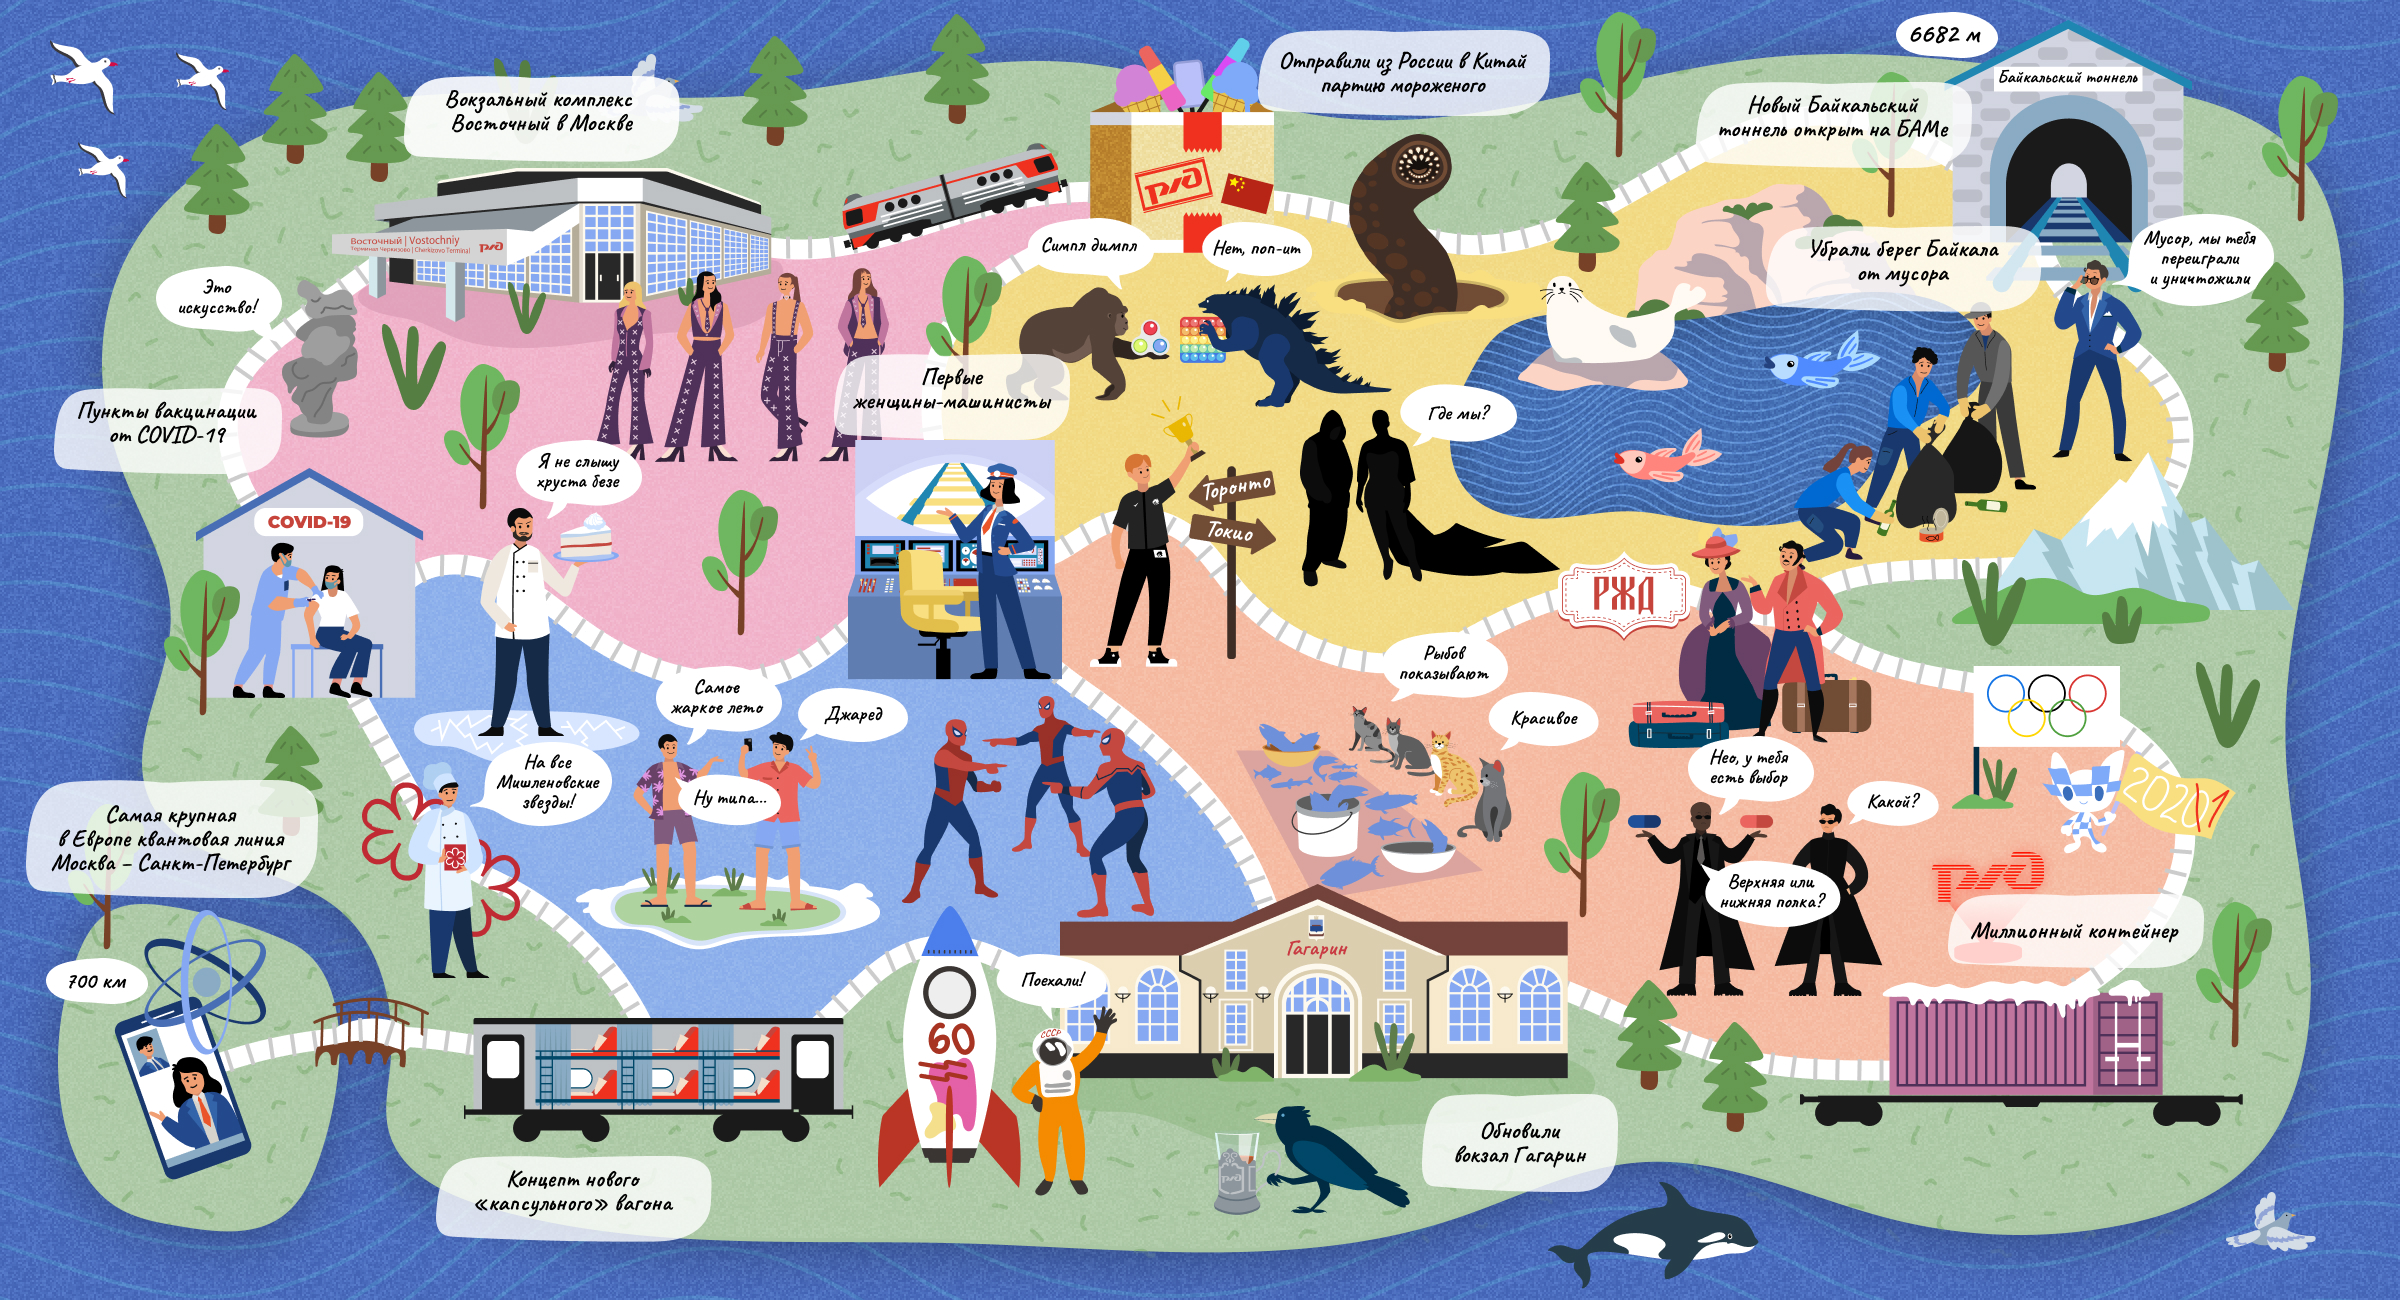 6682 м
Байкальский тоннель
Отправили из России в Китай
партию мороженого
Вокзальный комплекс
Восточный в Москве
Новый Байкальский
тоннель открыт на БАМе
ржд
Восточный | Vostochniy
Терминал Черкизово | Cherkizovo Terminal
ржд
Симпл димпл
Нет, поп-ит
Убрали берег Байкала
от мусора
Мусор, мы тебя
переиграли
и уничтожили
Это
искусство!
Первые
женщины-машинисты
Пункты вакцинации
от COVID-19
Где мы?
Я не слышу
хруста безе
COVID-19
Торонто
Токио
РЖД
Рыбов
показывают
Самое
жаркое лето
Джаред
Красивое
На все
Мишленовские
звезды!
Ну типа...
Нео, у тебя
есть выбор
Какой?
20201
Самая крупная
в Европе квантовая линия
Москва – Санкт-Петербург
Верхняя или
нижняя полка?
ржд
Миллионный контейнер
Гагарин
700 км
Поехали!
60
СССР
Обновили
вокзал Гагарин
ржд
Концепт нового
«капсульного» вагона